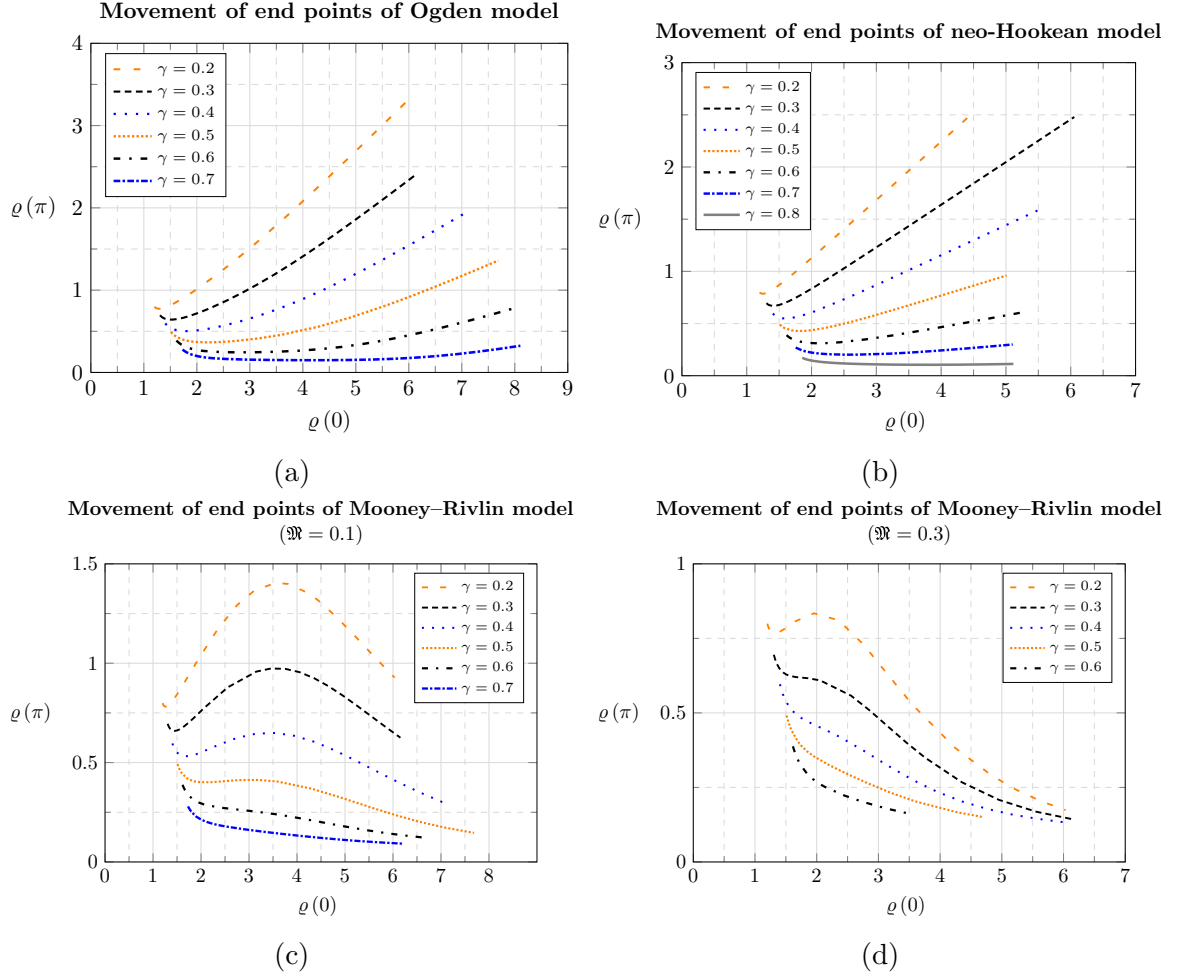 Movement of end points of Ogden model
4
3
2
1
0
ϱ (π)
γ = 0.2
γ = 0.3
γ = 0.4
γ = 0.5
γ = 0.6
γ = 0.7
0 1 2 3 4 5 6 7 8 9
ϱ (0)
(a)
Movement of end points of neo-Hookean model
3
2
1
0
ϱ (π)
γ = 0.2
γ = 0.3
γ = 0.4
γ = 0.5
γ = 0.6
γ = 0.7
γ = 0.8
0 1 2 3 4 5 6 7
ϱ (0)
(b)
Movement of end points of Mooney–Rivlin model
(𝕽 = 0.1)
1.5
1
0.5
0
ϱ (π)
γ = 0.2
γ = 0.3
γ = 0.4
γ = 0.5
γ = 0.6
γ = 0.7
0 1 2 3 4 5 6 7 8
ϱ (0)
(c)
Movement of end points of Mooney–Rivlin model
(𝕽 = 0.3)
1
0.5
0
ϱ (π)
γ = 0.2
γ = 0.3
γ = 0.4
γ = 0.5
γ = 0.6
0 1 2 3 4 5 6 7
ϱ (0)
(d)